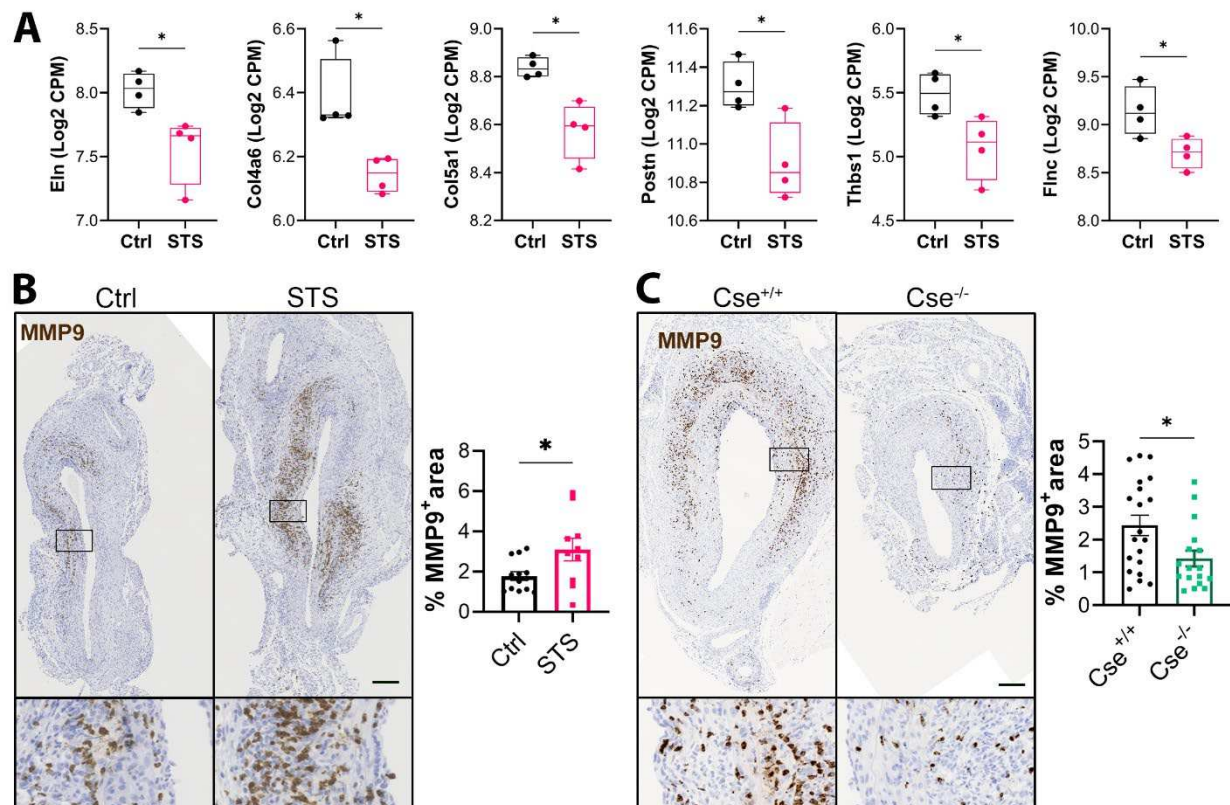 A
*
*
*
*
*
*
Eln (Log2 CPM)
8.0
7.5
7.0
Ctrl STS
Col4a6 (Log2 CPM)
6.6
6.4
6.2
6.0
Ctrl STS
Col5a1 (Log2 CPM)
9.0
8.8
8.6
8.4
8.2
Ctrl STS
Postn (Log2 CPM)
11.6
11.4
11.2
11.0
10.8
10.6
Ctrl STS
Thbs1 (Log2 CPM)
6.0
5.5
5.0
4.5
Ctrl STS
Flnc (Log2 CPM)
10.0
9.5
9.0
8.5
8.0
Ctrl STS
B
Ctrl STS
MMP9
% MMP9+area
8
6
4
2
0
*
Ctrl
STS
C
Cse+/+ Cse-/-
MMP9
% MMP9+area
5
4
3
2
1
0
*
Cse+/+
Cse-/-